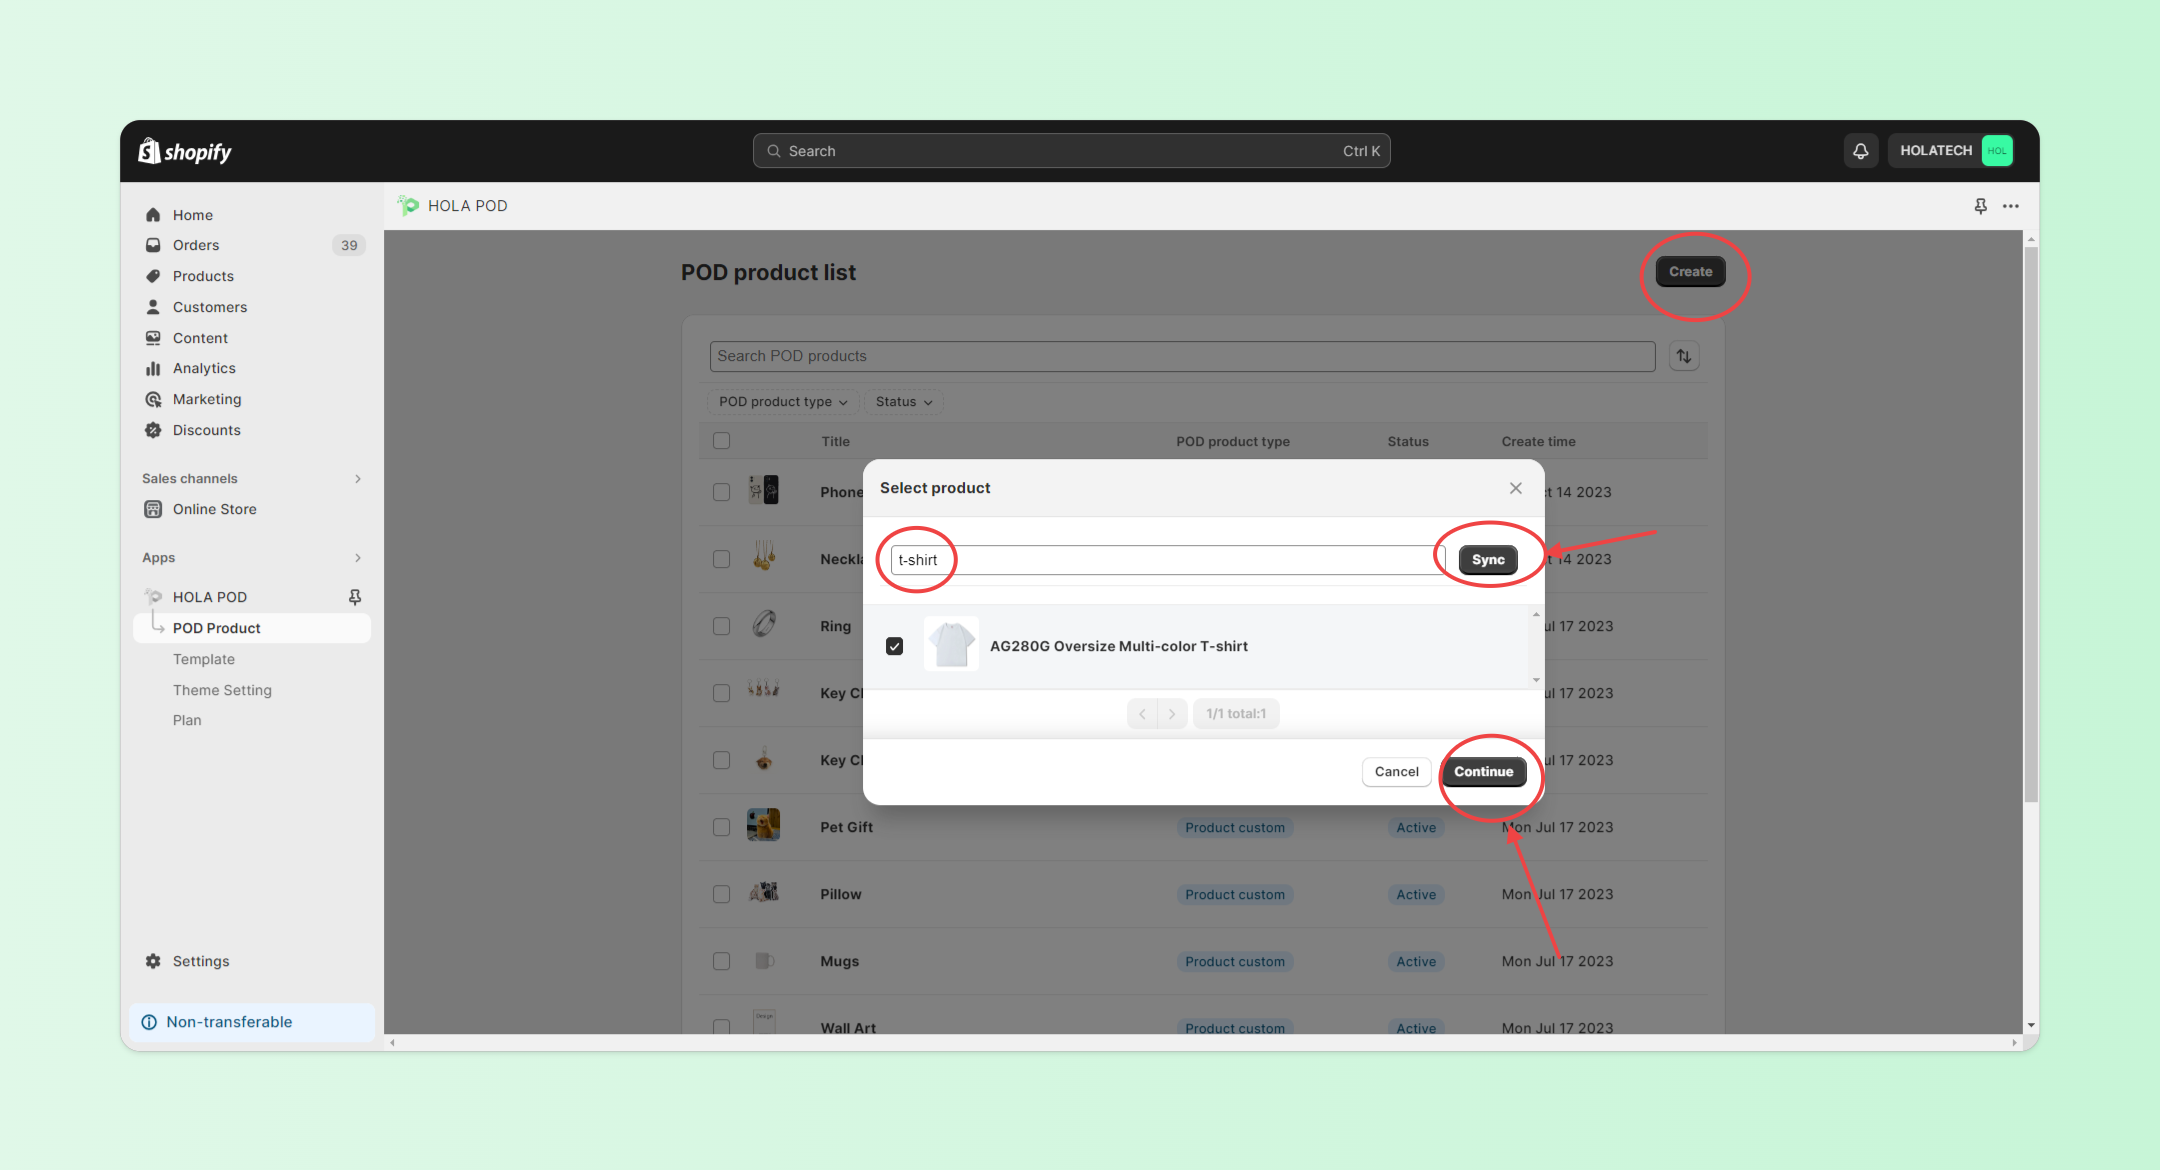 shopify
Search Ctrl K
HOLATECH HOL
Home
Orders 39
Products
Customers
Content
Analytics
Marketing
Discounts
Sales channels
Online Store
Apps
HOLA POD
POD Product
Template
Theme Setting
Plan
Settings
Non-transferable
HOLA POD
POD product list
Create
Search POD products
POD product type Status
Title POD product type Status Create time
Phone t 14 2023
Neckl t 14 2023
Ring ul 17 2023
Key C ul 17 2023
Key C ul 17 2023
Select product
t-shirt Sync
AG280G Oversize Multi-color T-shirt
1/1 total:1
Cancel Continue
Pet Gift Product custom Active Mon Jul 17 2023
Pillow Product custom Active Mon Jul 17 2023
Mugs Product custom Active Mon Jul 17 2023
Wall Art Product custom Active Mon Jul 17 2023